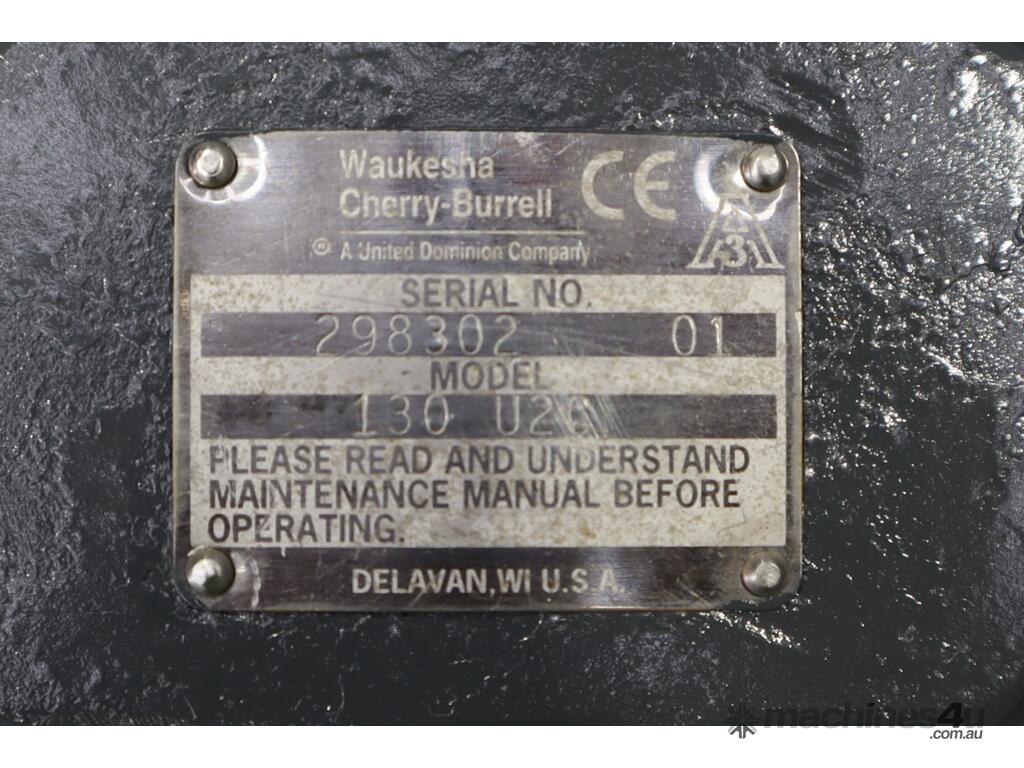 Waukesha
Cherry-Burrell
CE
® A United Dominion Company
3A
SERIAL NO.
298302 01
MODEL
130
PLEASE READ AND UNDERSTAND
MAINTENANCE MANUAL BEFORE
OPERATING.
DELAVAN, WI U.S.A.
machines4u
.com.au